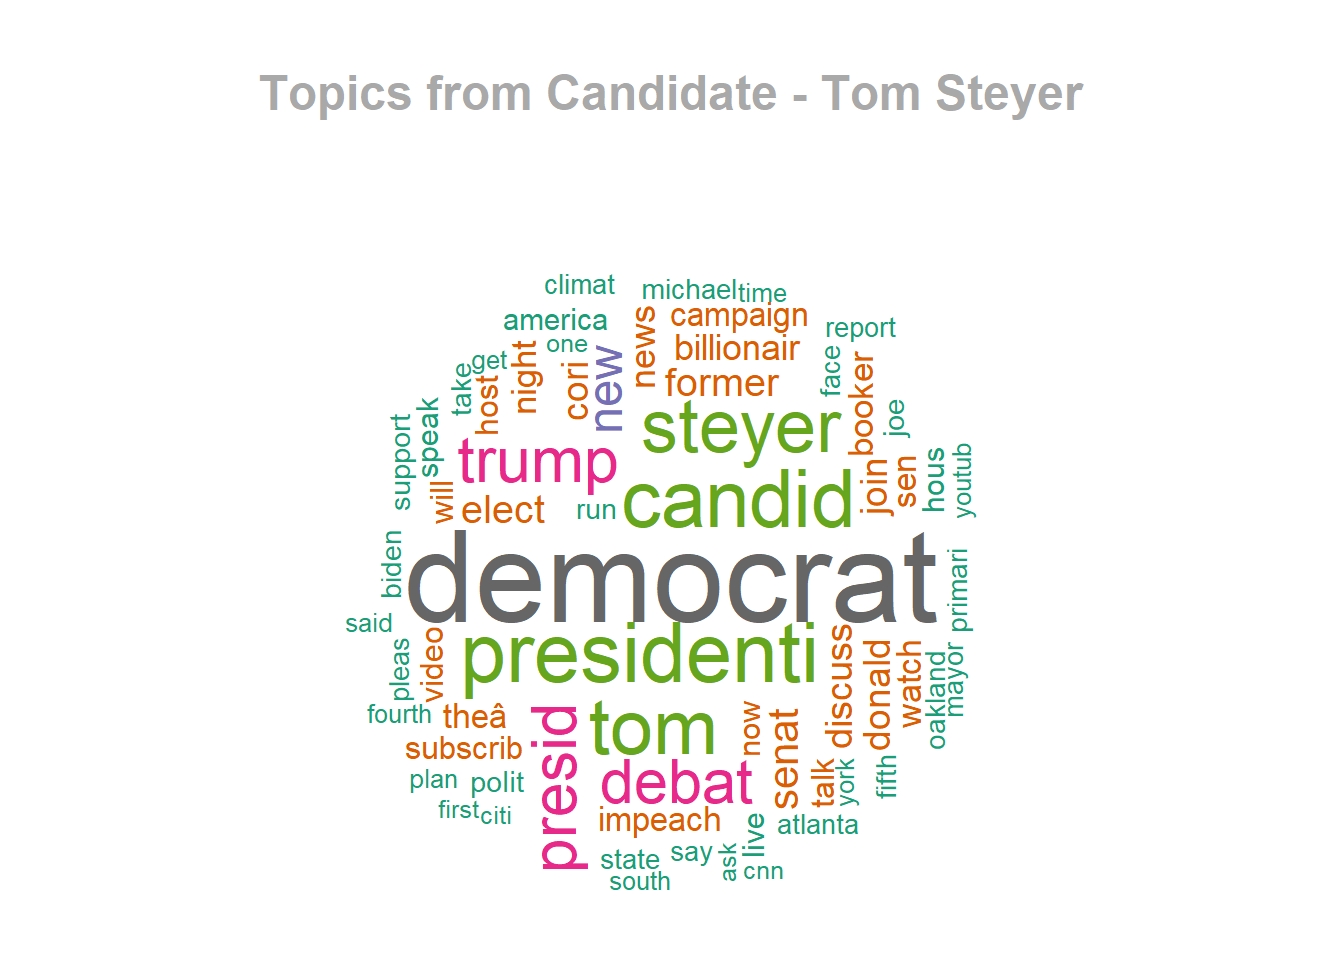 Topics from Candidate - Tom Steyer
climat
michael
time
america
campaign
report
one
news
billionair
get
night
cori
new
former
face
take
host
booker
joe
steyer
support
speak
trump
candid
join
sen
hous
youtub
will
elect
run
democrat
biden
primari
said
presidenti
pleas
video
discuss
donald
watch
oakland
mayor
fourth
theâ
presid
tom
now
senat
subscrib
debat
talk
york
fifth
plan
polit
first
citi
impeach
live
atlanta
state
say
ask
cnn
south